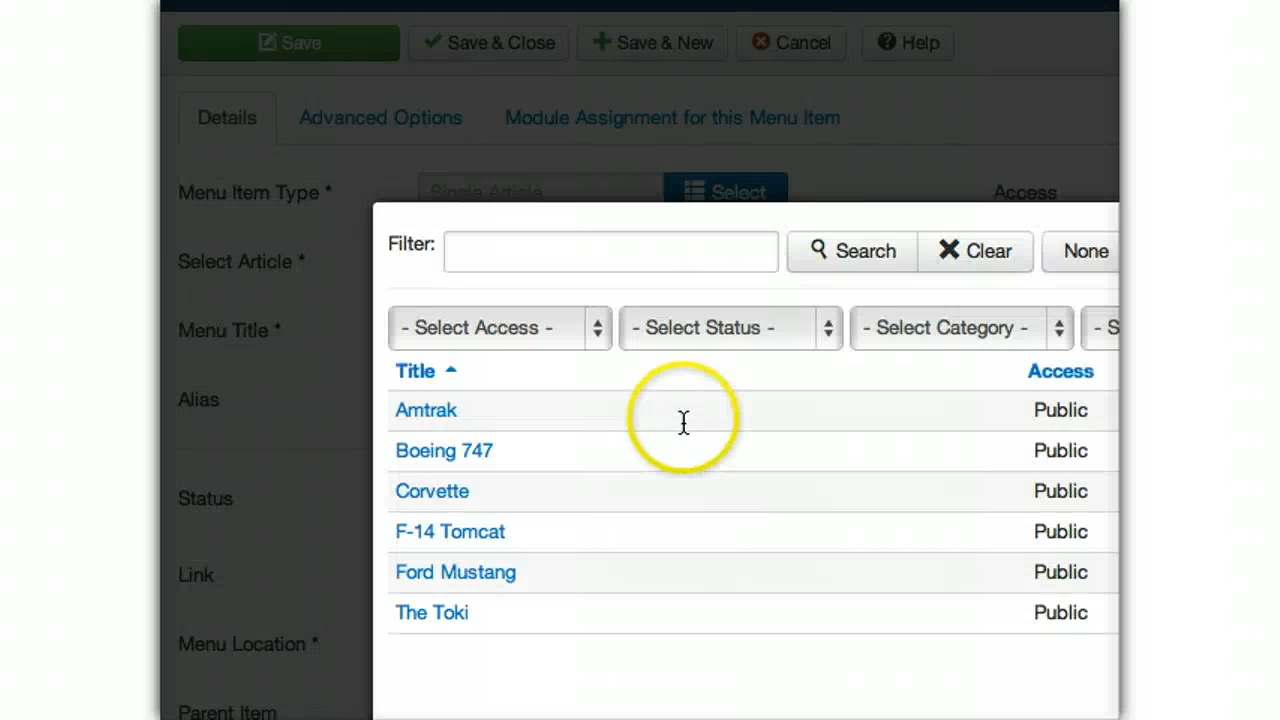 Save Save & Close Save & New Cancel Help
Details Advanced Options Module Assignment for this Menu Item
Menu Item Type * Single Article Select Access
Filter: Search Clear None
Select Article *
Menu Title * - Select Access - - Select Status - - Select Category - - S
Title Access
Alias Amtrak Public
Boeing 747 Public
Status Corvette Public
F-14 Tomcat Public
Link Ford Mustang Public
The Toki Public
Menu Location *
Parent Item